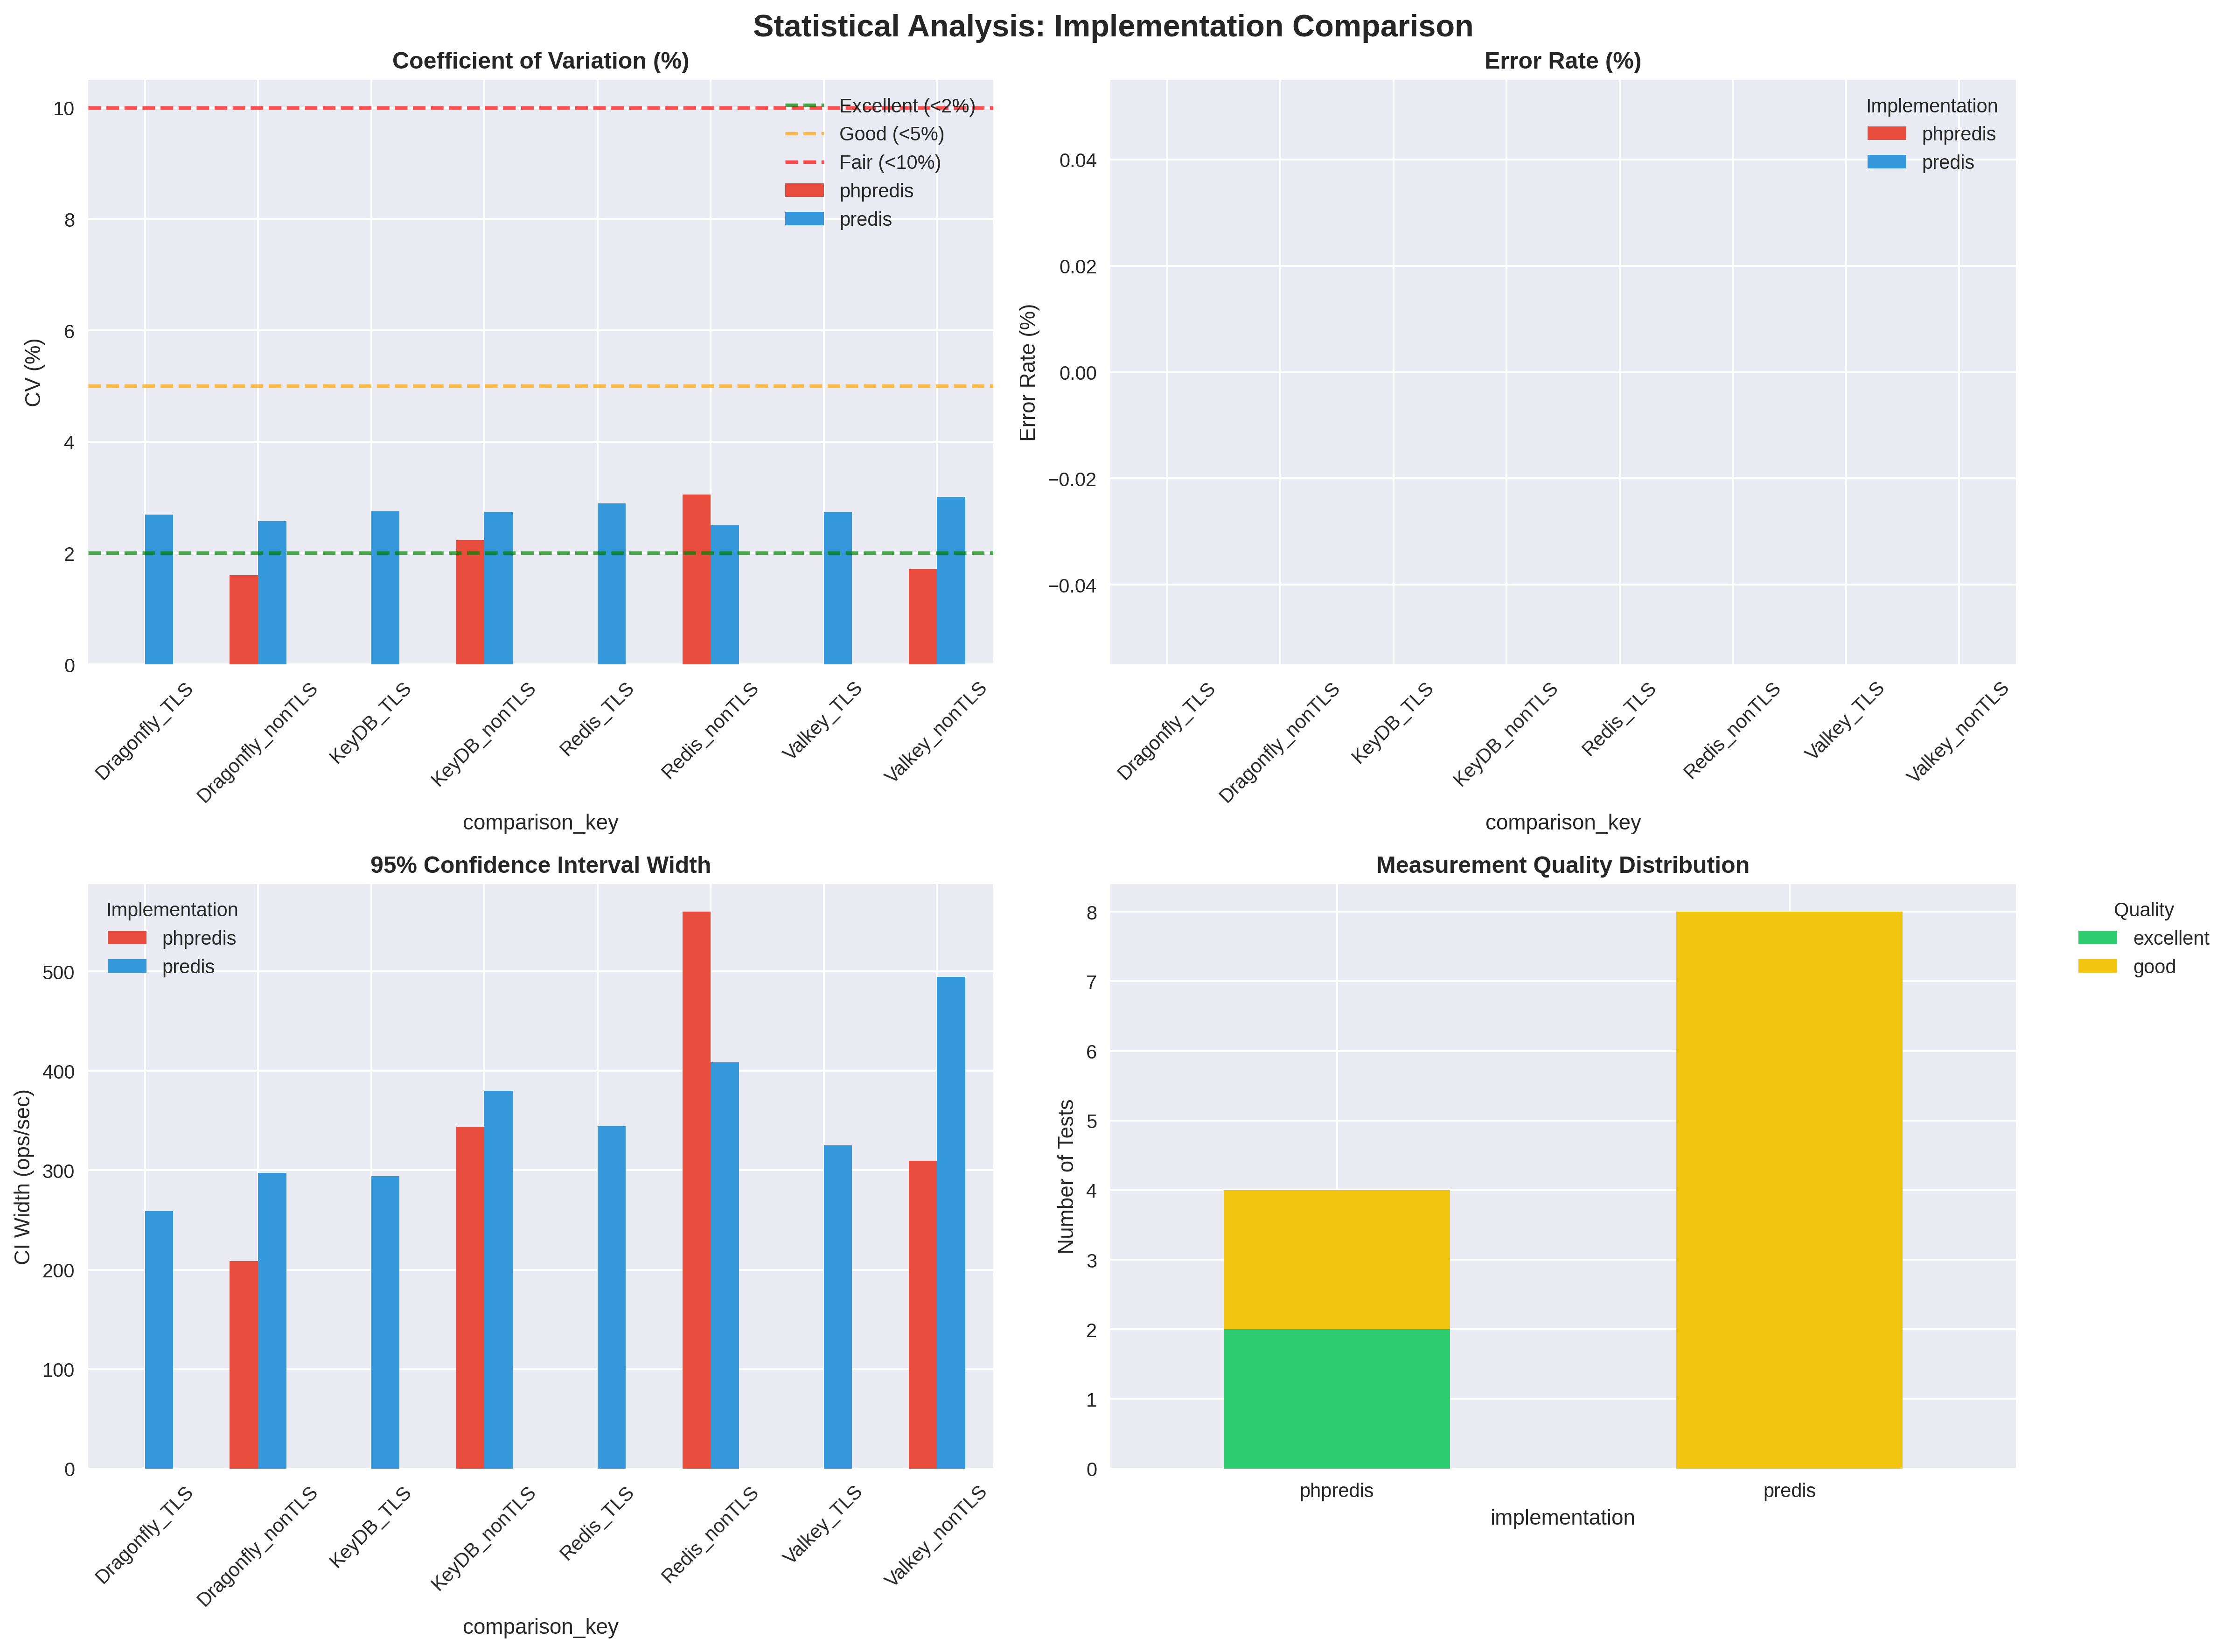 Statistical Analysis: Implementation Comparison
Coefficient of Variation (%)
CV (%)
10
8
6
4
2
0
Excellent (<2%)
Good (<5%)
Fair (<10%)
phpredis
predis
Dragonfly_TLS
Dragonfly_nonTLS
KeyDB_TLS
KeyDB_nonTLS
Redis_TLS
Redis_nonTLS
Valkey_TLS
Valkey_nonTLS
comparison_key
Error Rate (%)
Error Rate (%)
0.04
0.02
0.00
−0.02
−0.04
Implementation
phpredis
predis
Dragonfly_TLS
Dragonfly_nonTLS
KeyDB_TLS
KeyDB_nonTLS
Redis_TLS
Redis_nonTLS
Valkey_TLS
Valkey_nonTLS
comparison_key
95% Confidence Interval Width
CI Width (ops/sec)
500
400
300
200
100
0
Implementation
phpredis
predis
Dragonfly_TLS
Dragonfly_nonTLS
KeyDB_TLS
KeyDB_nonTLS
Redis_TLS
Redis_nonTLS
Valkey_TLS
Valkey_nonTLS
comparison_key
Measurement Quality Distribution
Number of Tests
8
7
6
5
4
3
2
1
0
phpredis
predis
implementation
Quality
excellent
good